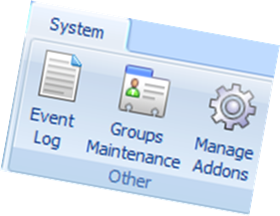 System
Event
Log
Groups
Maintenance
Manage
Addons
Other